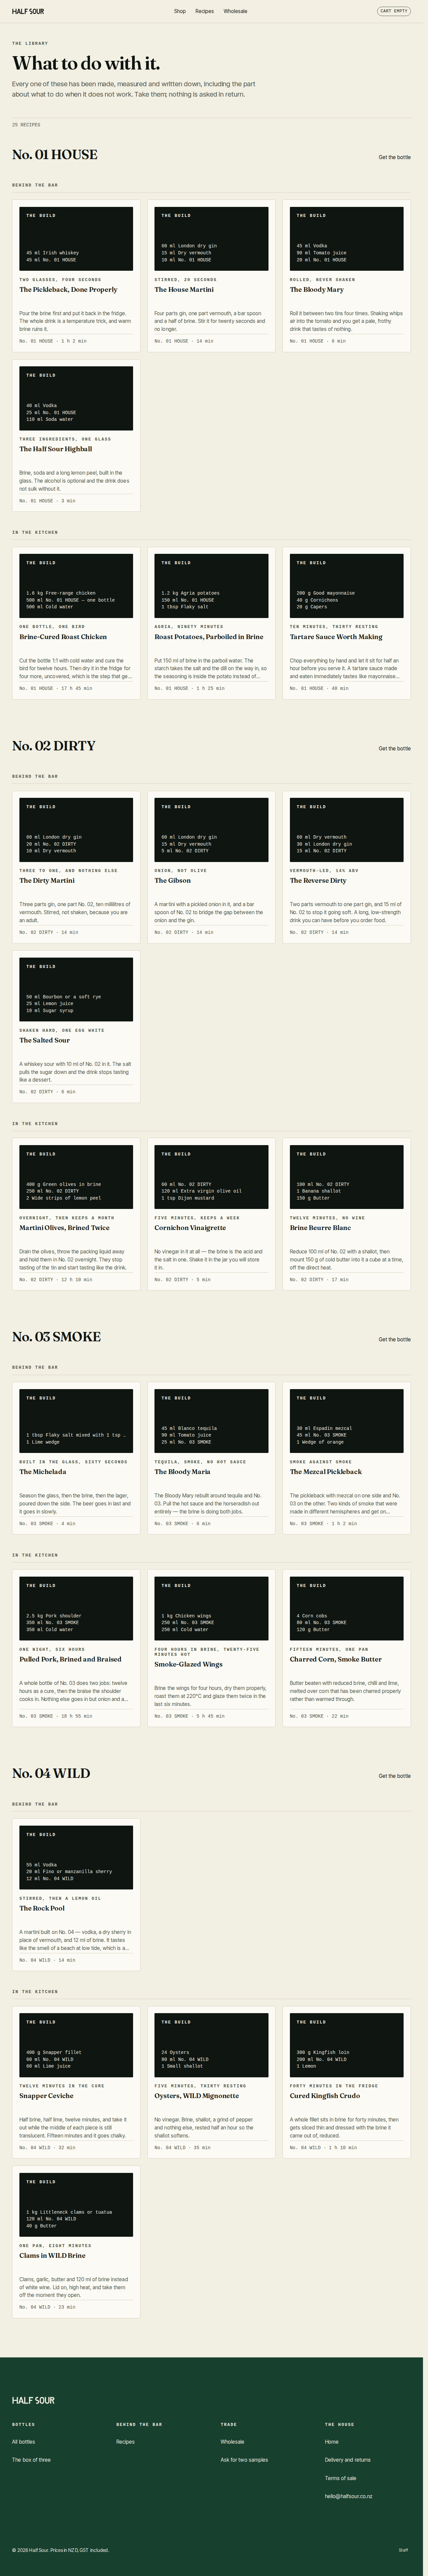 HALF SOUR
Shop
Recipes
Wholesale
CART EMPTY
THE LIBRARY
What to do with it.
Every one of these has been made, measured and written down, including the part
about what to do when it does not work. Take them; nothing is asked in return.
25 RECIPES
No. 01 HOUSE
Get the bottle
BEHIND THE BAR
THE BUILD
45 ml Irish whiskey
45 ml No. 01 HOUSE
TWO GLASSES, FOUR SECONDS
The Pickleback, Done Properly
Pour the brine first and put it back in the fridge.
The whole drink is a temperature trick, and warm
brine ruins it.
No. 01 HOUSE · 1 h 2 min
THE BUILD
60 ml London dry gin
15 ml Dry vermouth
10 ml No. 01 HOUSE
STIRRED, 20 SECONDS
The House Martini
Four parts gin, one part vermouth, a bar spoon
and a half of brine. Stir it for twenty seconds and
no longer.
No. 01 HOUSE · 14 min
THE BUILD
45 ml Vodka
90 ml Tomato juice
20 ml No. 01 HOUSE
ROLLED, NEVER SHAKEN
The Bloody Mary
Roll it between two tins four times. Shaking whips
air into the tomato and you get a pale, frothy
drink that tastes of nothing.
No. 01 HOUSE · 6 min
THE BUILD
40 ml Vodka
25 ml No. 01 HOUSE
110 ml Soda water
THREE INGREDIENTS, ONE GLASS
The Half Sour Highball
Brine, soda and a long lemon peel, built in the
glass. The alcohol is optional and the drink does
not sulk without it.
No. 01 HOUSE · 3 min
IN THE KITCHEN
THE BUILD
1.6 kg Free-range chicken
500 ml No. 01 HOUSE — one bottle
500 ml Cold water
ONE BOTTLE, ONE BIRD
Brine-Cured Roast Chicken
Cut the bottle 1:1 with cold water and cure the
bird for twelve hours. Then dry it in the fridge for
four more, uncovered, which is the step that ge…
No. 01 HOUSE · 17 h 45 min
THE BUILD
1.2 kg Agria potatoes
150 ml No. 01 HOUSE
1 tbsp Flaky salt
AGRIA, NINETY MINUTES
Roast Potatoes, Parboiled in Brine
Put 150 ml of brine in the parboil water. The
starch takes the salt and the dill on the way in, so
the seasoning is inside the potato instead of…
No. 01 HOUSE · 1 h 25 min
THE BUILD
200 g Good mayonnaise
40 g Cornichons
20 g Capers
TEN MINUTES, THIRTY RESTING
Tartare Sauce Worth Making
Chop everything by hand and let it sit for half an
hour before you serve it. A tartare sauce made
and eaten immediately tastes like mayonnaise…
No. 01 HOUSE · 40 min
No. 02 DIRTY
Get the bottle
BEHIND THE BAR
THE BUILD
60 ml London dry gin
20 ml No. 02 DIRTY
10 ml Dry vermouth
THREE TO ONE, AND NOTHING ELSE
The Dirty Martini
Three parts gin, one part No. 02, ten millilitres of
vermouth. Stirred, not shaken, because you are
an adult.
No. 02 DIRTY · 14 min
THE BUILD
60 ml London dry gin
15 ml Dry vermouth
5 ml No. 02 DIRTY
ONION, NOT OLIVE
The Gibson
A martini with a pickled onion in it, and a bar
spoon of No. 02 to bridge the gap between the
onion and the gin.
No. 02 DIRTY · 14 min
THE BUILD
60 ml Dry vermouth
30 ml London dry gin
15 ml No. 02 DIRTY
VERMOUTH-LED, 14% ABV
The Reverse Dirty
Two parts vermouth to one part gin, and 15 ml of
No. 02 to stop it going soft. A long, low-strength
drink you can have before you order food.
No. 02 DIRTY · 14 min
THE BUILD
50 ml Bourbon or a soft rye
25 ml Lemon juice
18 ml Sugar syrup
SHAKEN HARD, ONE EGG WHITE
The Salted Sour
A whiskey sour with 10 ml of No. 02 in it. The salt
pulls the sugar down and the drink stops tasting
like a dessert.
No. 02 DIRTY · 6 min
IN THE KITCHEN
THE BUILD
400 g Green olives in brine
250 ml No. 02 DIRTY
2 Wide strips of lemon peel
OVERNIGHT, THEN KEEPS A MONTH
Martini Olives, Brined Twice
Drain the olives, throw the packing liquid away
and hold them in No. 02 overnight. They stop
tasting of the tin and start tasting like the drink.
No. 02 DIRTY · 12 h 10 min
THE BUILD
60 ml No. 02 DIRTY
120 ml Extra virgin olive oil
1 tsp Dijon mustard
FIVE MINUTES, KEEPS A WEEK
Cornichon Vinaigrette
No vinegar in it at all — the brine is the acid and
the salt in one. Shake it in the jar you will store
it in.
No. 02 DIRTY · 5 min
THE BUILD
100 ml No. 02 DIRTY
1 Banana shallot
150 g Butter
TWELVE MINUTES, NO WINE
Brine Beurre Blanc
Reduce 100 ml of No. 02 with a shallot, then
mount 150 g of cold butter into it a cube at a time,
off the direct heat.
No. 02 DIRTY · 17 min
No. 03 SMOKE
Get the bottle
BEHIND THE BAR
THE BUILD
1 tbsp Flaky salt mixed with 1 tsp …
1 Lime wedge
BUILT IN THE GLASS, SIXTY SECONDS
The Michelada
Season the glass, then the brine, then the lager,
poured down the side. The beer goes in last and
it goes in slowly.
No. 03 SMOKE · 4 min
THE BUILD
45 ml Blanco tequila
90 ml Tomato juice
25 ml No. 03 SMOKE
TEQUILA, SMOKE, NO HOT SAUCE
The Bloody Maria
The Bloody Mary rebuilt around tequila and No.
03. Pull the hot sauce and the horseradish out
entirely — the brine is doing both jobs.
No. 03 SMOKE · 6 min
THE BUILD
30 ml Espadín mezcal
45 ml No. 03 SMOKE
1 Wedge of orange
SMOKE AGAINST SMOKE
The Mezcal Pickleback
The pickleback with mezcal on one side and No.
03 on the other. Two kinds of smoke that were
made in different hemispheres and get on…
No. 03 SMOKE · 1 h 2 min
IN THE KITCHEN
THE BUILD
2.5 kg Pork shoulder
350 ml No. 03 SMOKE
350 ml Cold water
ONE NIGHT, SIX HOURS
Pulled Pork, Brined and Braised
A whole bottle of No. 03 does two jobs: twelve
hours as a cure, then the braise the shoulder
cooks in. Nothing else goes in but onion and a…
No. 03 SMOKE · 18 h 55 min
THE BUILD
1 kg Chicken wings
250 ml No. 03 SMOKE
250 ml Cold water
FOUR HOURS IN BRINE, TWENTY-FIVE
MINUTES HOT
Smoke-Glazed Wings
Brine the wings for four hours, dry them properly,
roast them at 220°C and glaze them twice in the
last six minutes.
No. 03 SMOKE · 5 h 45 min
THE BUILD
4 Corn cobs
80 ml No. 03 SMOKE
120 g Butter
FIFTEEN MINUTES, ONE PAN
Charred Corn, Smoke Butter
Butter beaten with reduced brine, chilli and lime,
melted over corn that has been charred properly
rather than warmed through.
No. 03 SMOKE · 22 min
No. 04 WILD
Get the bottle
BEHIND THE BAR
THE BUILD
55 ml Vodka
20 ml Fino or manzanilla sherry
12 ml No. 04 WILD
STIRRED, THEN A LEMON OIL
The Rock Pool
A martini built on No. 04 — vodka, a dry sherry in
place of vermouth, and 12 ml of brine. It tastes
like the smell of a beach at low tide, which is a…
No. 04 WILD · 14 min
IN THE KITCHEN
THE BUILD
400 g Snapper fillet
60 ml No. 04 WILD
60 ml Lime juice
TWELVE MINUTES IN THE CURE
Snapper Ceviche
Half brine, half lime, twelve minutes, and take it
out while the middle of each piece is still
translucent. Fifteen minutes and it goes chalky.
No. 04 WILD · 32 min
THE BUILD
24 Oysters
80 ml No. 04 WILD
1 Small shallot
FIVE MINUTES, THIRTY RESTING
Oysters, WILD Mignonette
No vinegar. Brine, shallot, a grind of pepper
and nothing else, rested half an hour so the
shallot softens.
No. 04 WILD · 35 min
THE BUILD
300 g Kingfish loin
200 ml No. 04 WILD
1 Lemon
FORTY MINUTES IN THE FRIDGE
Cured Kingfish Crudo
A whole fillet sits in brine for forty minutes, then
gets sliced thin and dressed with the brine it
came out of, reduced.
No. 04 WILD · 1 h 10 min
THE BUILD
1 kg Littleneck clams or tuatua
120 ml No. 04 WILD
40 g Butter
ONE PAN, EIGHT MINUTES
Clams in WILD Brine
Clams, garlic, butter and 120 ml of brine instead
of white wine. Lid on, high heat, and take them
off the moment they open.
No. 04 WILD · 23 min
HALF SOUR
BOTTLES
All bottles
The box of three
BEHIND THE BAR
Recipes
TRADE
Wholesale
Ask for two samples
THE HOUSE
Home
Delivery and returns
Terms of sale
hello@halfsour.co.nz
© 2026 Half Sour. Prices in NZD, GST included.
Staff